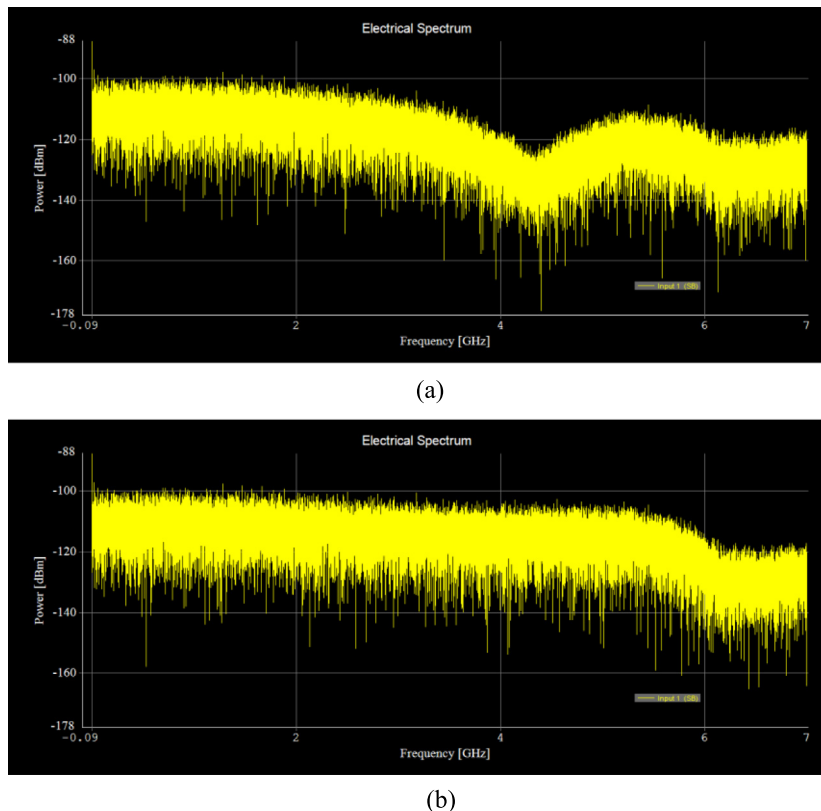 Electrical Spectrum
-88
-100
-120
-140
-160
-178
Power [dBm]
Input 1 (SB)
-0.09
2
4
6
7
Frequency [GHz]
(a)
Electrical Spectrum
-88
-100
-120
-140
-160
-178
Power [dBm]
Input 1 (SB)
-0.09
2
4
6
7
Frequency [GHz]
(b)